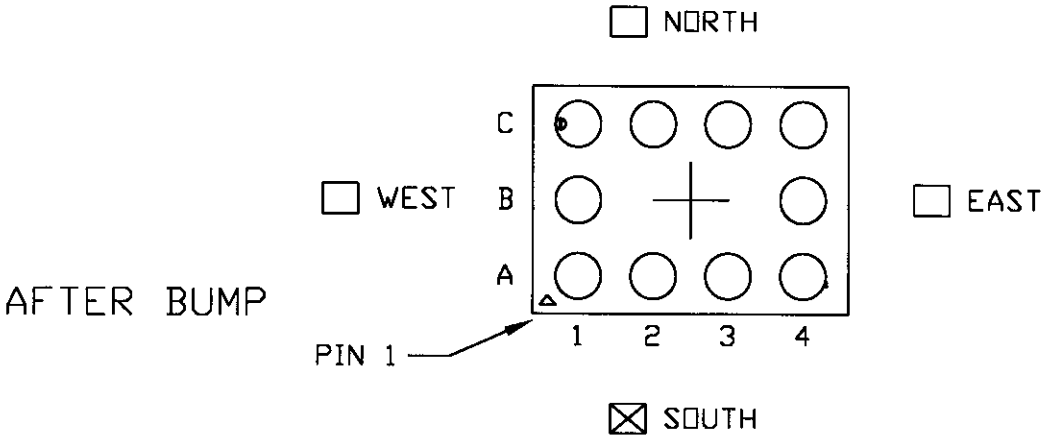 NORTH
C
WEST B EAST
A
AFTER BUMP
1 2 3 4
PIN 1
SOUTH